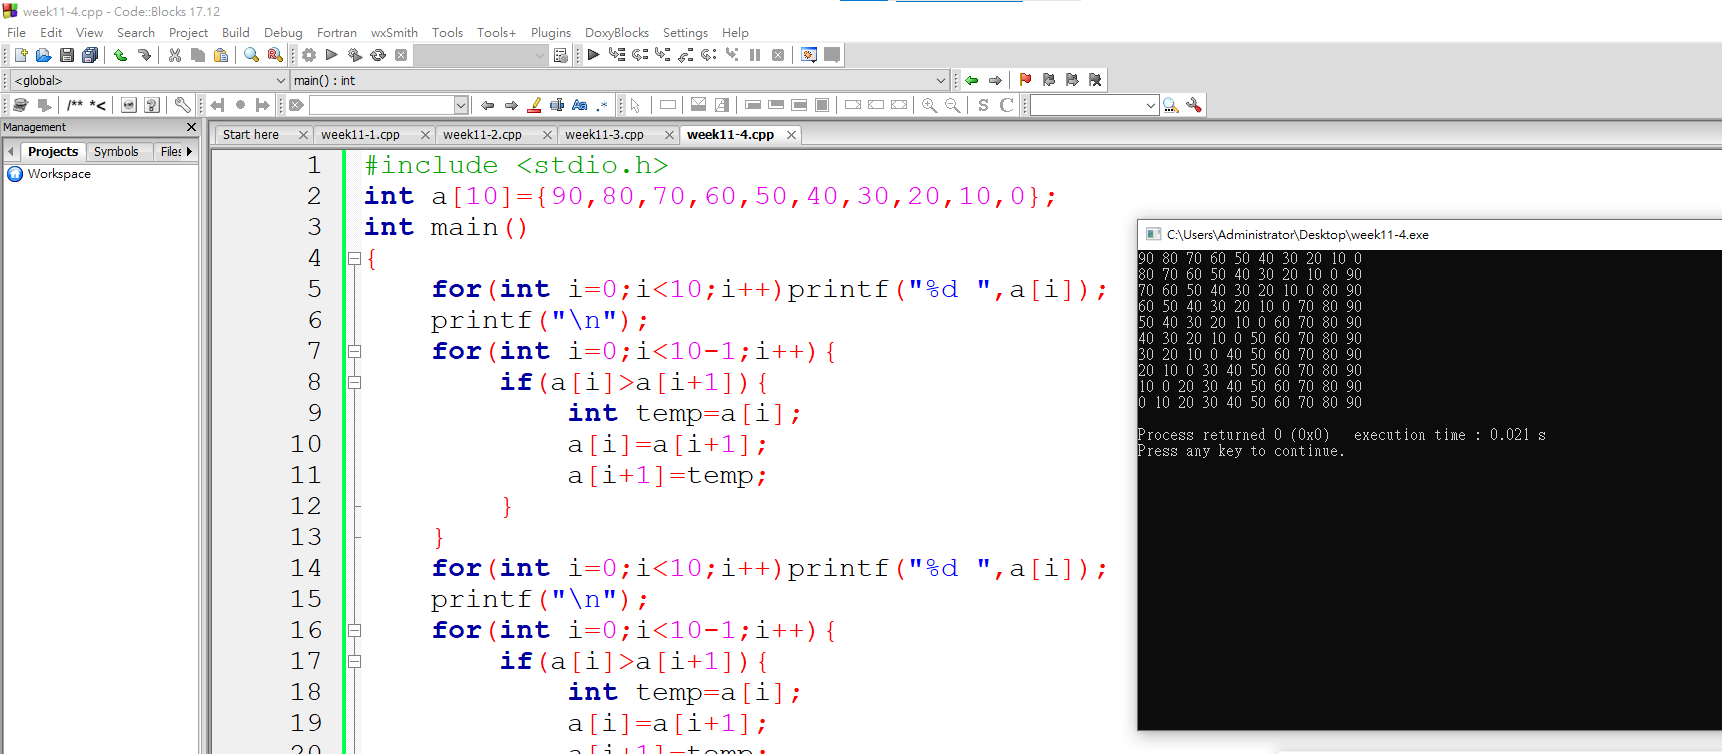 week11-4.cpp - Code::Blocks 17.12
File Edit View Search Project Build Debug Fortran wxSmith Tools Tools+ Plugins DoxyBlocks Settings Help
<global> main() : int
/** *<
Management
Projects Symbols Files
Workspace
Start here week11-1.cpp week11-2.cpp week11-3.cpp week11-4.cpp
1 #include <stdio.h>
2 int a[10]={90,80,70,60,50,40,30,20,10,0};
3 int main()
4 {
5 for(int i=0;i<10;i++)printf("%d ",a[i]);
6 printf("\n");
7 for(int i=0;i<10-1;i++){
8 if(a[i]>a[i+1]){
9 int temp=a[i];
10 a[i]=a[i+1];
11 a[i+1]=temp;
12 }
13 }
14 for(int i=0;i<10;i++)printf("%d ",a[i]);
15 printf("\n");
16 for(int i=0;i<10-1;i++){
17 if(a[i]>a[i+1]){
18 int temp=a[i];
19 a[i]=a[i+1];
20 a[i+1]=temp;
C:\Users\Administrator\Desktop\week11-4.exe
90 80 70 60 50 40 30 20 10 0
80 70 60 50 40 30 20 10 0 90
70 60 50 40 30 20 10 0 80 90
60 50 40 30 20 10 0 70 80 90
50 40 30 20 10 0 60 70 80 90
40 30 20 10 0 50 60 70 80 90
30 20 10 0 40 50 60 70 80 90
20 10 0 30 40 50 60 70 80 90
10 0 20 30 40 50 60 70 80 90
0 10 20 30 40 50 60 70 80 90
Process returned 0 (0x0) execution time : 0.021 s
Press any key to continue.